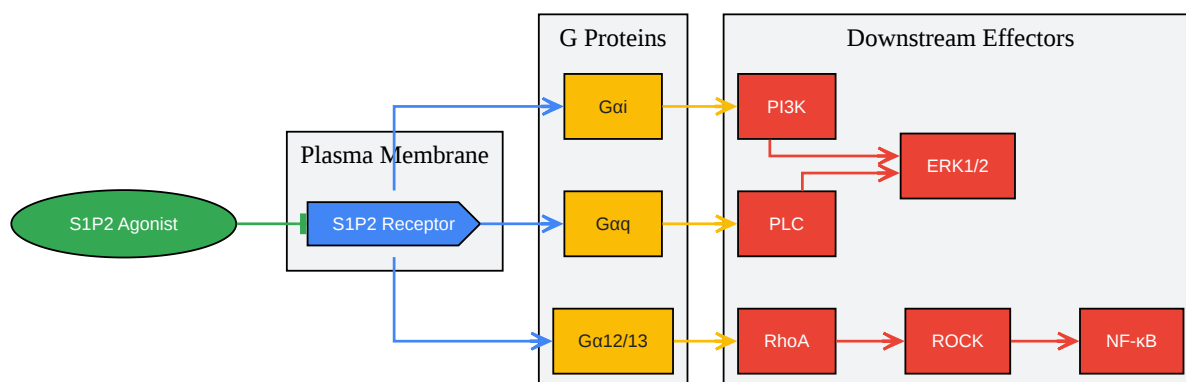 G Proteins
Downstream Effectors
Gαi
PI3K
Plasma Membrane
ERK1/2
S1P2 Agonist
S1P2 Receptor
Gαq
PLC
Gα12/13
RhoA
ROCK
NF-κB